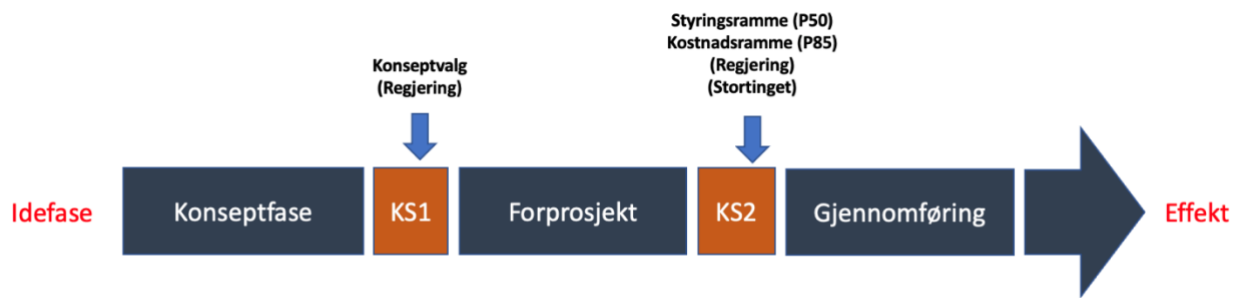 Styringsramme (P50)
Kostnadsramme (P85)
(Regjering)
(Stortinget)
Konseptvalg
(Regjering)
Idefase
Konseptfase
KS1
Forprosjekt
KS2
Gjennomføring
Effekt